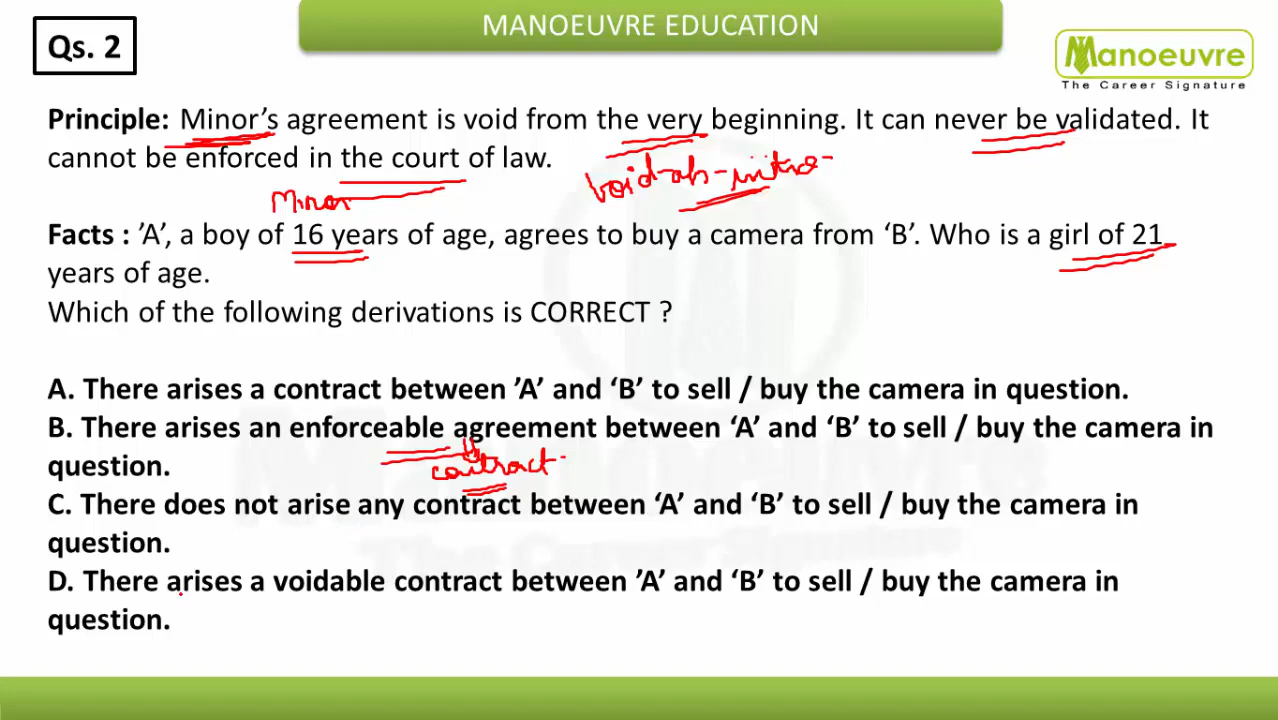 MANOEUVRE EDUCATION
Qs. 2
Manoeuvre
The Career Signature
Principle: Minor's agreement is void from the very beginning. It can never be validated. It
cannot be enforced in the court of law.
void-ab-initio
Minor
Facts : ’A’, a boy of 16 years of age, agrees to buy a camera from ‘B’. Who is a girl of 21
years of age.
Which of the following derivations is CORRECT ?
A. There arises a contract between ’A’ and ‘B’ to sell / buy the camera in question.
B. There arises an enforceable agreement between ‘A’ and ‘B’ to sell / buy the camera in
question.
contract
C. There does not arise any contract between ‘A’ and ‘B’ to sell / buy the camera in
question.
D. There arises a voidable contract between ’A’ and ‘B’ to sell / buy the camera in
question.
The Career Signature